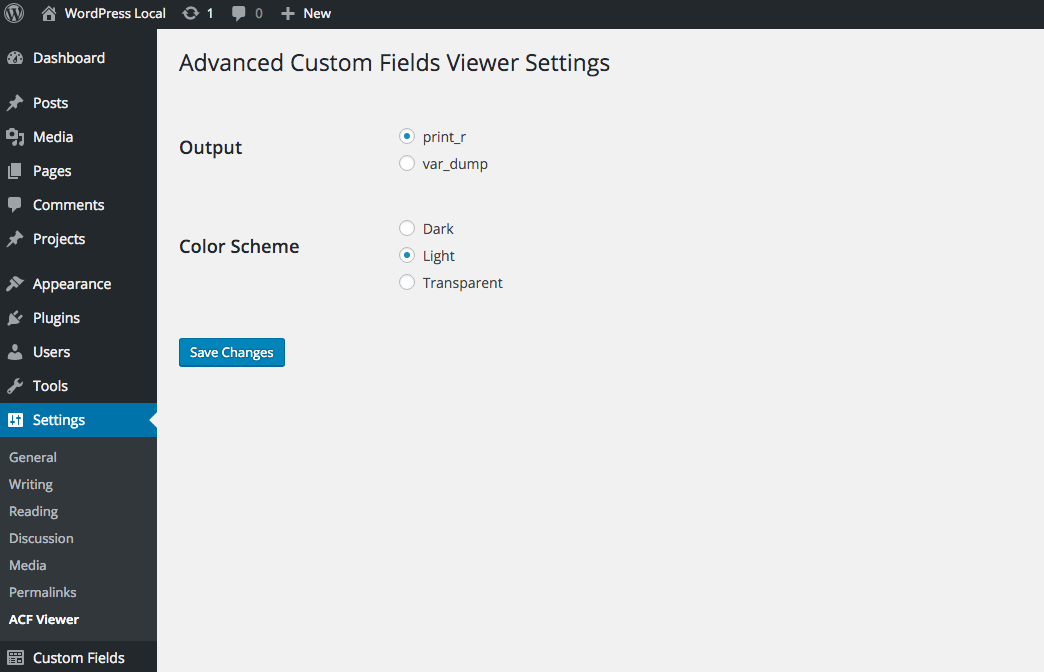 WordPress Local 1 0 New
Dashboard
Posts
Media
Pages
Comments
Projects
Appearance
Plugins
Users
Tools
Settings
General
Writing
Reading
Discussion
Media
Permalinks
ACF Viewer
Custom Fields
Advanced Custom Fields Viewer Settings
Output
print_r
var_dump
Color Scheme
Dark
Light
Transparent
Save Changes